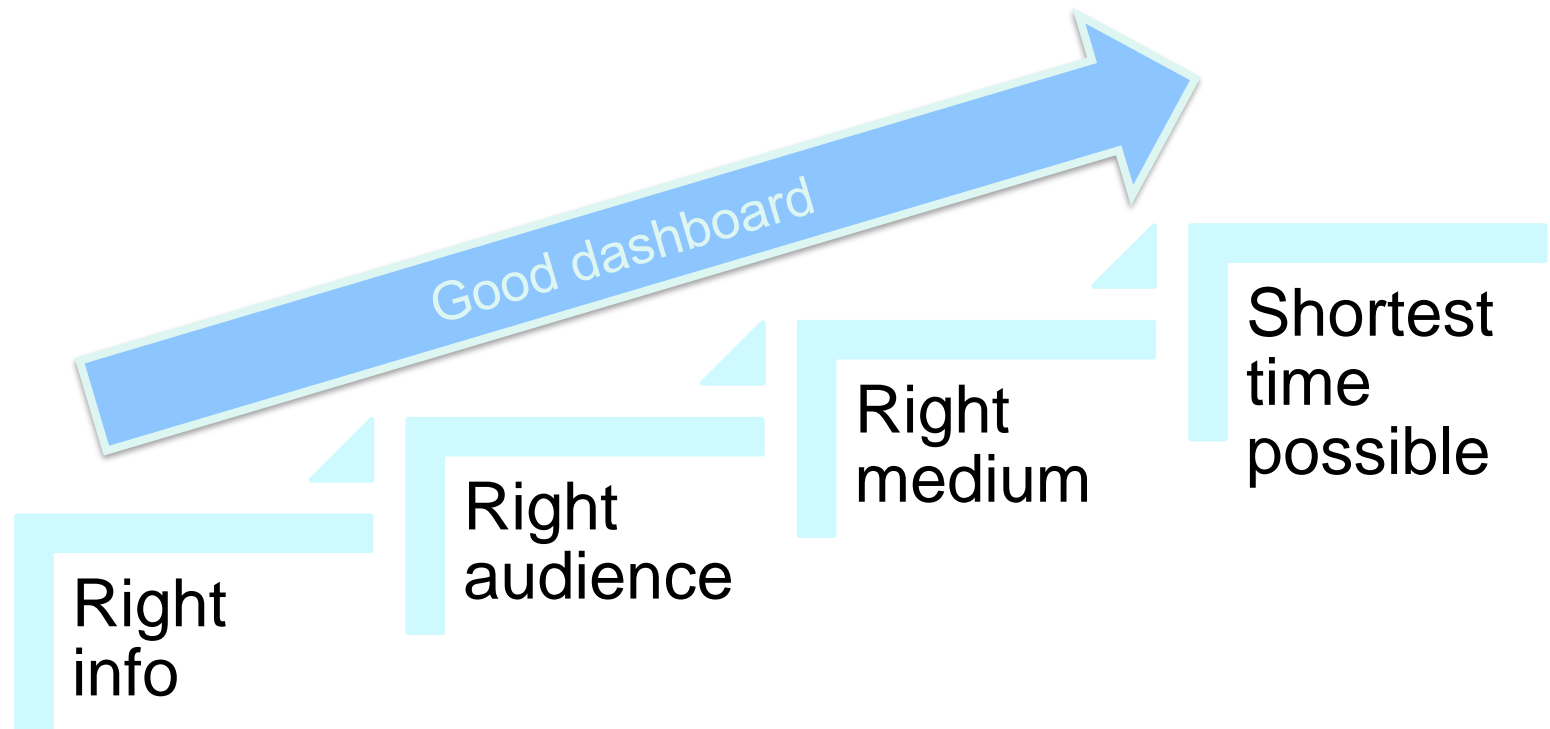 Good dashboard
Right
info
Right
audience
Right
medium
Shortest
time
possible